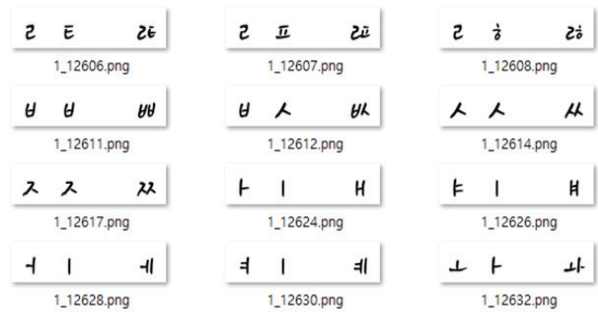 ㄹ ㅌ ㄾ ㄹ ㅍ ㄿ ㄹ ㅎ ㅀ
1_12606.png 1_12607.png 1_12608.png
ㅂ ㅂ ㅃ ㅂ ㅅ ㅄ ㅅ ㅅ ㅆ
1_12611.png 1_12612.png 1_12614.png
ㅈ ㅈ ㅉ ㅏ ㅣ ㅐ ㅑ ㅣ ㅒ
1_12617.png 1_12624.png 1_12626.png
ㅓ ㅣ ㅔ ㅕ ㅣ ㅖ ㅗ ㅏ ㅘ
1_12628.png 1_12630.png 1_12632.png